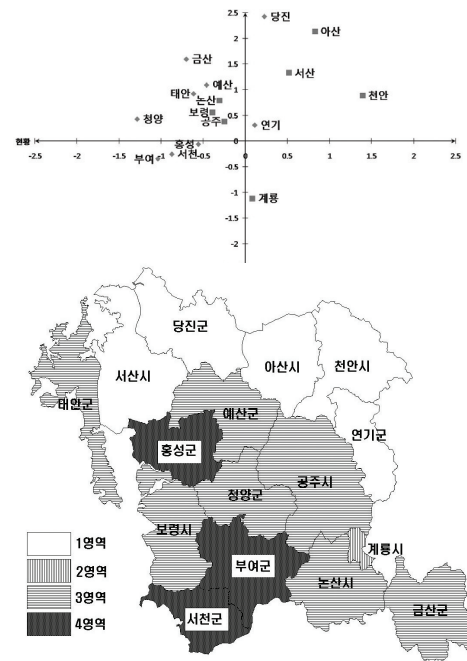 2.5
당진
아산
2
금산
1.5
서산
예산
태안
1
천안
논산
보령
0.5
청양
공주
연기
현황
0
홍성
-2.5 -2 -1.5 -1 -0.5 0 0.5 1 1.5 2 2.5
부여
서천
-0.5
-1
계룡
-1.5
-2
당진군
아산시
천안시
서산시
태안군
예산군
연기군
홍성군
공주시
청양군
보령시
1영역
계룡시
2영역
부여군
논산시
3영역
금산군
4영역
서천군